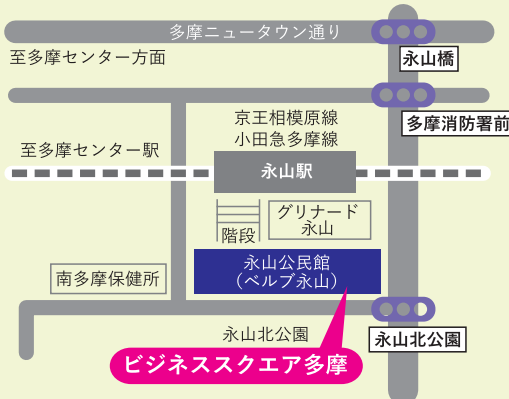 多摩ニュータウン通り
至多摩センター方面
永山橋
多摩消防署前
京王相模原線
小田急多摩線
至多摩センター駅
永山駅
グリナード
永山
階段
永山公民館
（ベルブ永山）
南多摩保健所
永山北公園
永山北公園
ビジネススクエア多摩